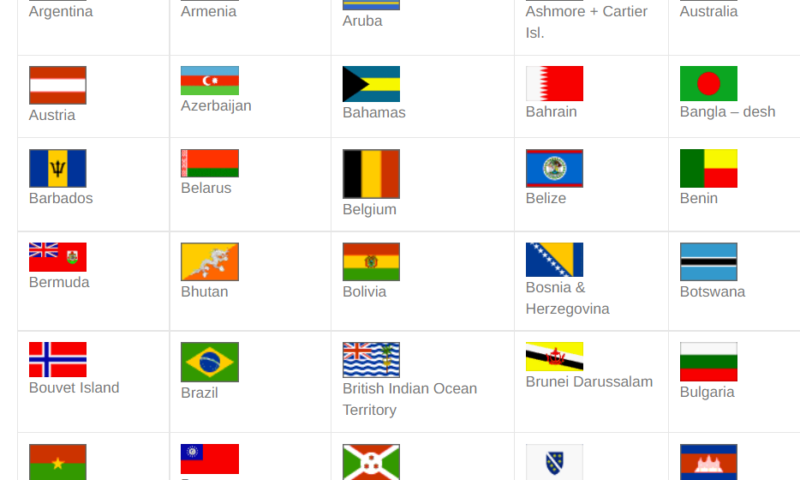 Argentina
Armenia
Aruba
Ashmore + Cartier
Isl.
Australia
Austria
Azerbaijan
Bahamas
Bahrain
Bangla – desh
Barbados
Belarus
Belgium
Belize
Benin
Bermuda
Bhutan
Bolivia
Bosnia &
Herzegovina
Botswana
Bouvet Island
Brazil
British Indian Ocean
Territory
Brunei Darussalam
Bulgaria